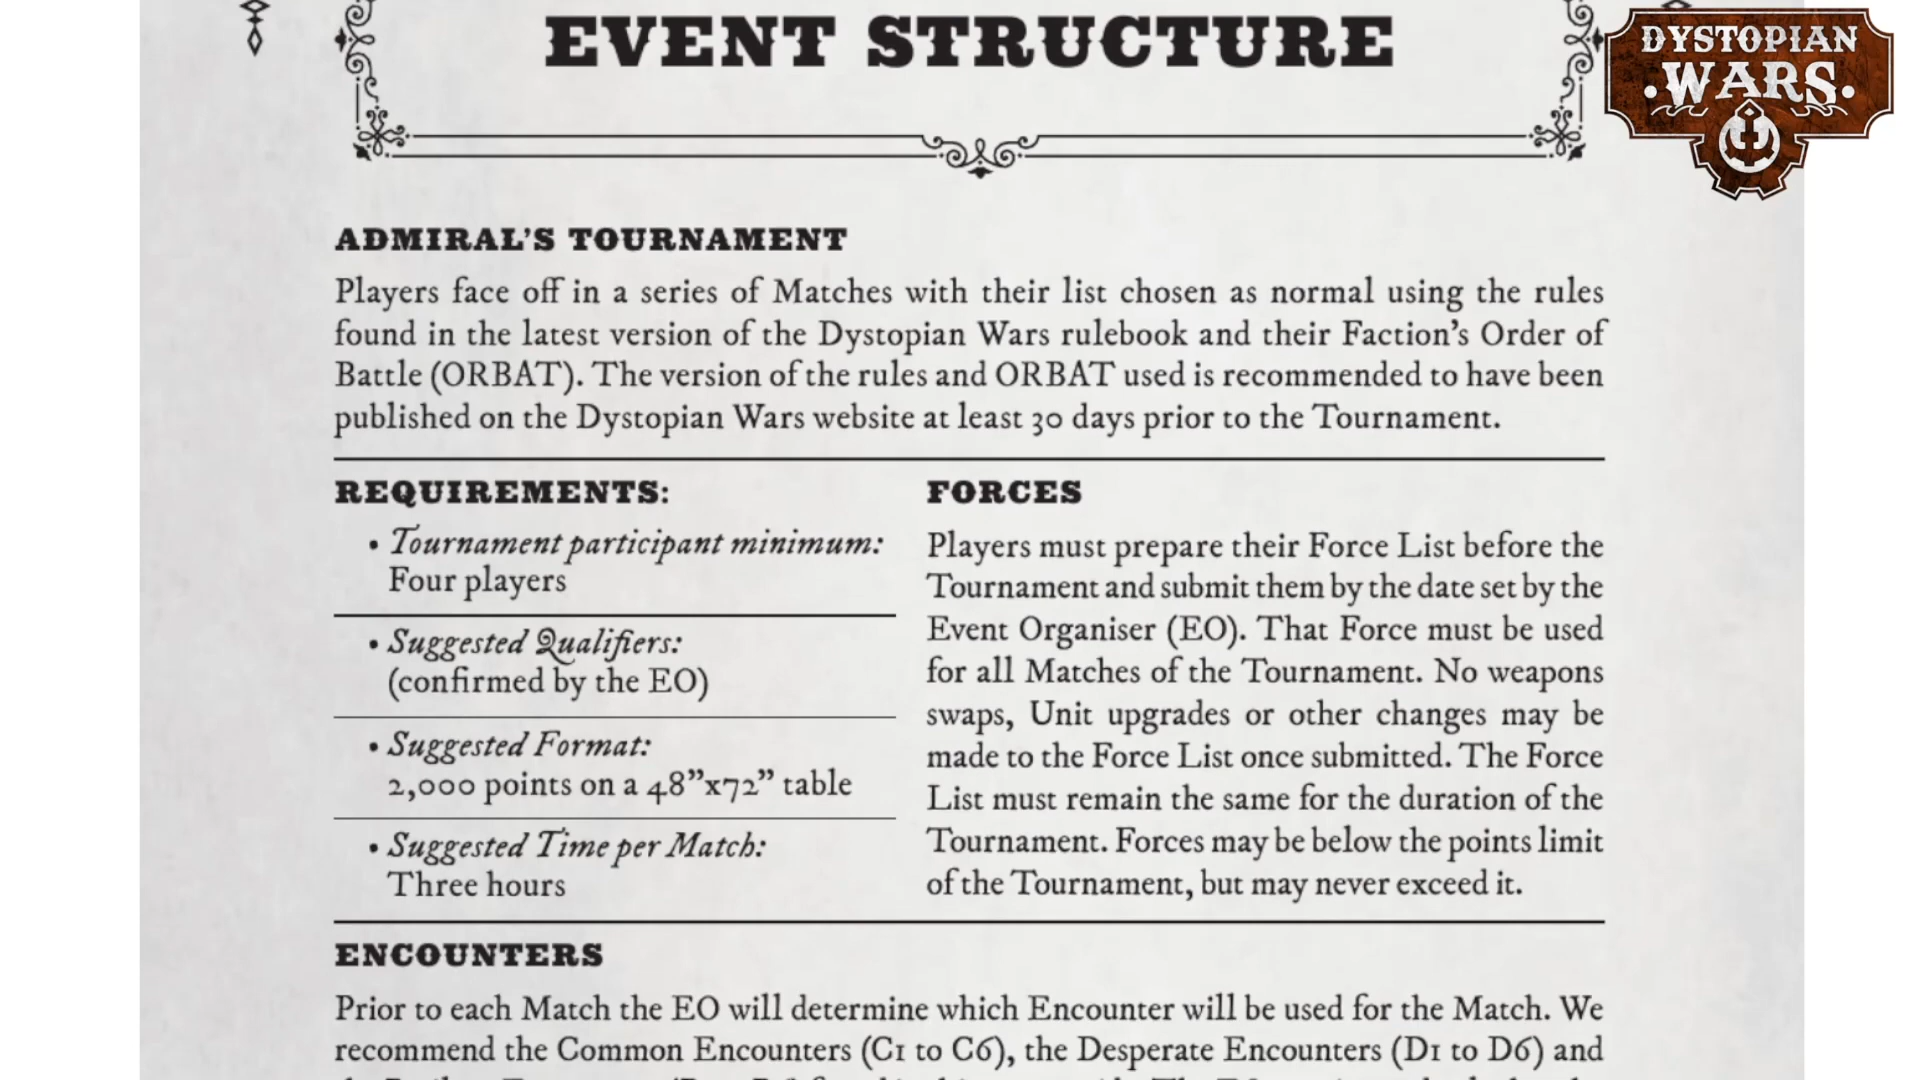 EVENT STRUCTURE
DYSTOPIAN
WARS
ADMIRAL'S TOURNAMENT
Players face off in a series of Matches with their list chosen as normal using the rules
found in the latest version of the Dystopian Wars rulebook and their Faction's Order of
Battle (ORBAT). The version of the rules and ORBAT used is recommended to have been
published on the Dystopian Wars website at least 30 days prior to the Tournament.
REQUIREMENTS:
• Tournament participant minimum:
Four players
• Suggested Qualifiers:
(confirmed by the EO)
• Suggested Format:
2,000 points on a 48”x72” table
• Suggested Time per Match:
Three hours
FORCES
Players must prepare their Force List before the
Tournament and submit them by the date set by the
Event Organiser (EO). That Force must be used
for all Matches of the Tournament. No weapons
swaps, Unit upgrades or other changes may be
made to the Force List once submitted. The Force
List must remain the same for the duration of the
Tournament. Forces may be below the points limit
of the Tournament, but may never exceed it.
ENCOUNTERS
Prior to each Match the EO will determine which Encounter will be used for the Match. We
recommend the Common Encounters (C1 to C6), the Desperate Encounters (D1 to D6) and